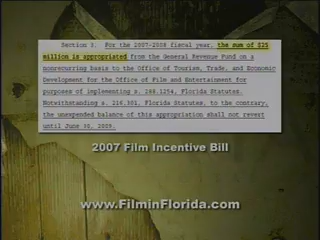 Section 3. For the 2007-2008 fiscal year, the sum of $25
million is appropriated from the General Revenue Fund on a
nonrecurring basis to the Office of Tourism, Trade, and Economic
Development for the Office of Film and Entertainment for
purposes of implementing s. 288.1254, Florida Statutes.
Notwithstanding s. 216.301, Florida Statutes, to the contrary,
the unexpended balance of this appropriation shall not revert
until June 30, 2009.
2007 Film Incentive Bill
www.FilminFlorida.com